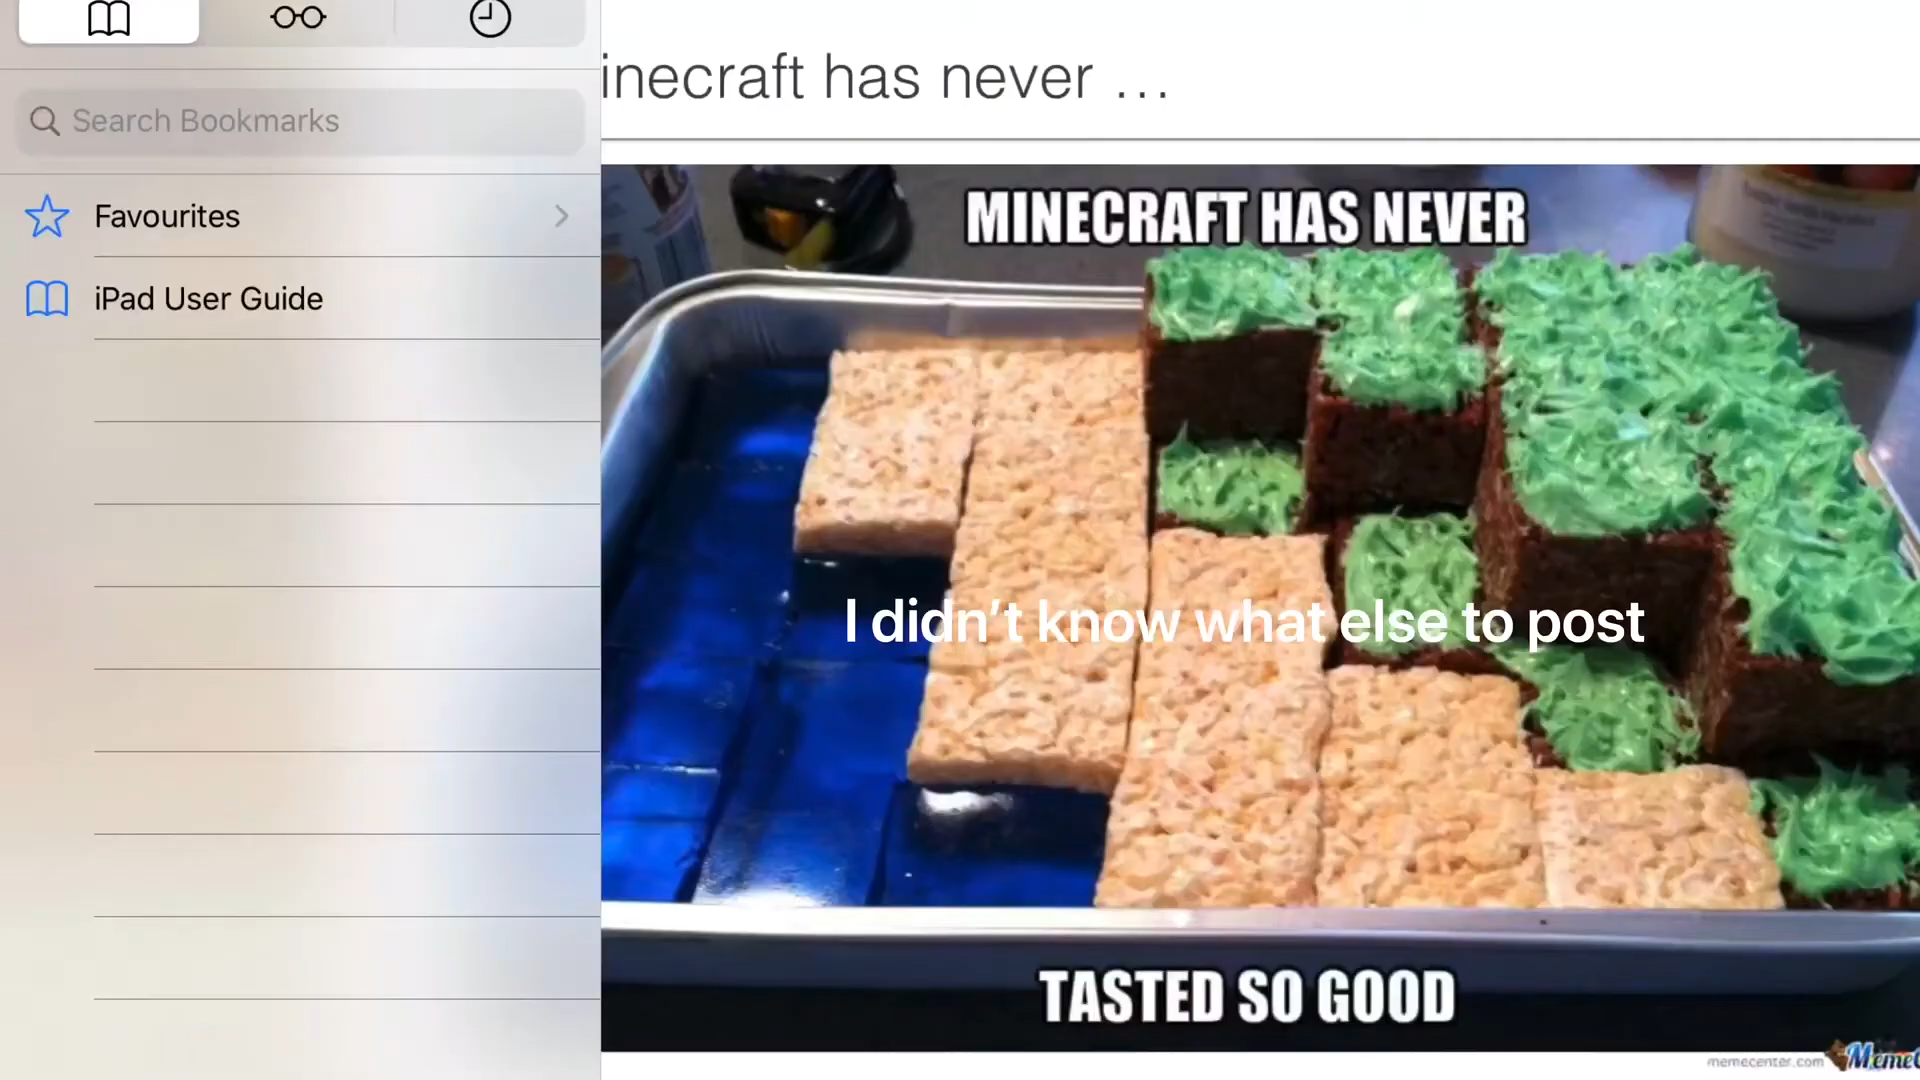 Search Bookmarks
Favourites
iPad User Guide
inecraft has never ...
MINECRAFT HAS NEVER
I didn't know what else to post
TASTED SO GOOD
memecenter.com